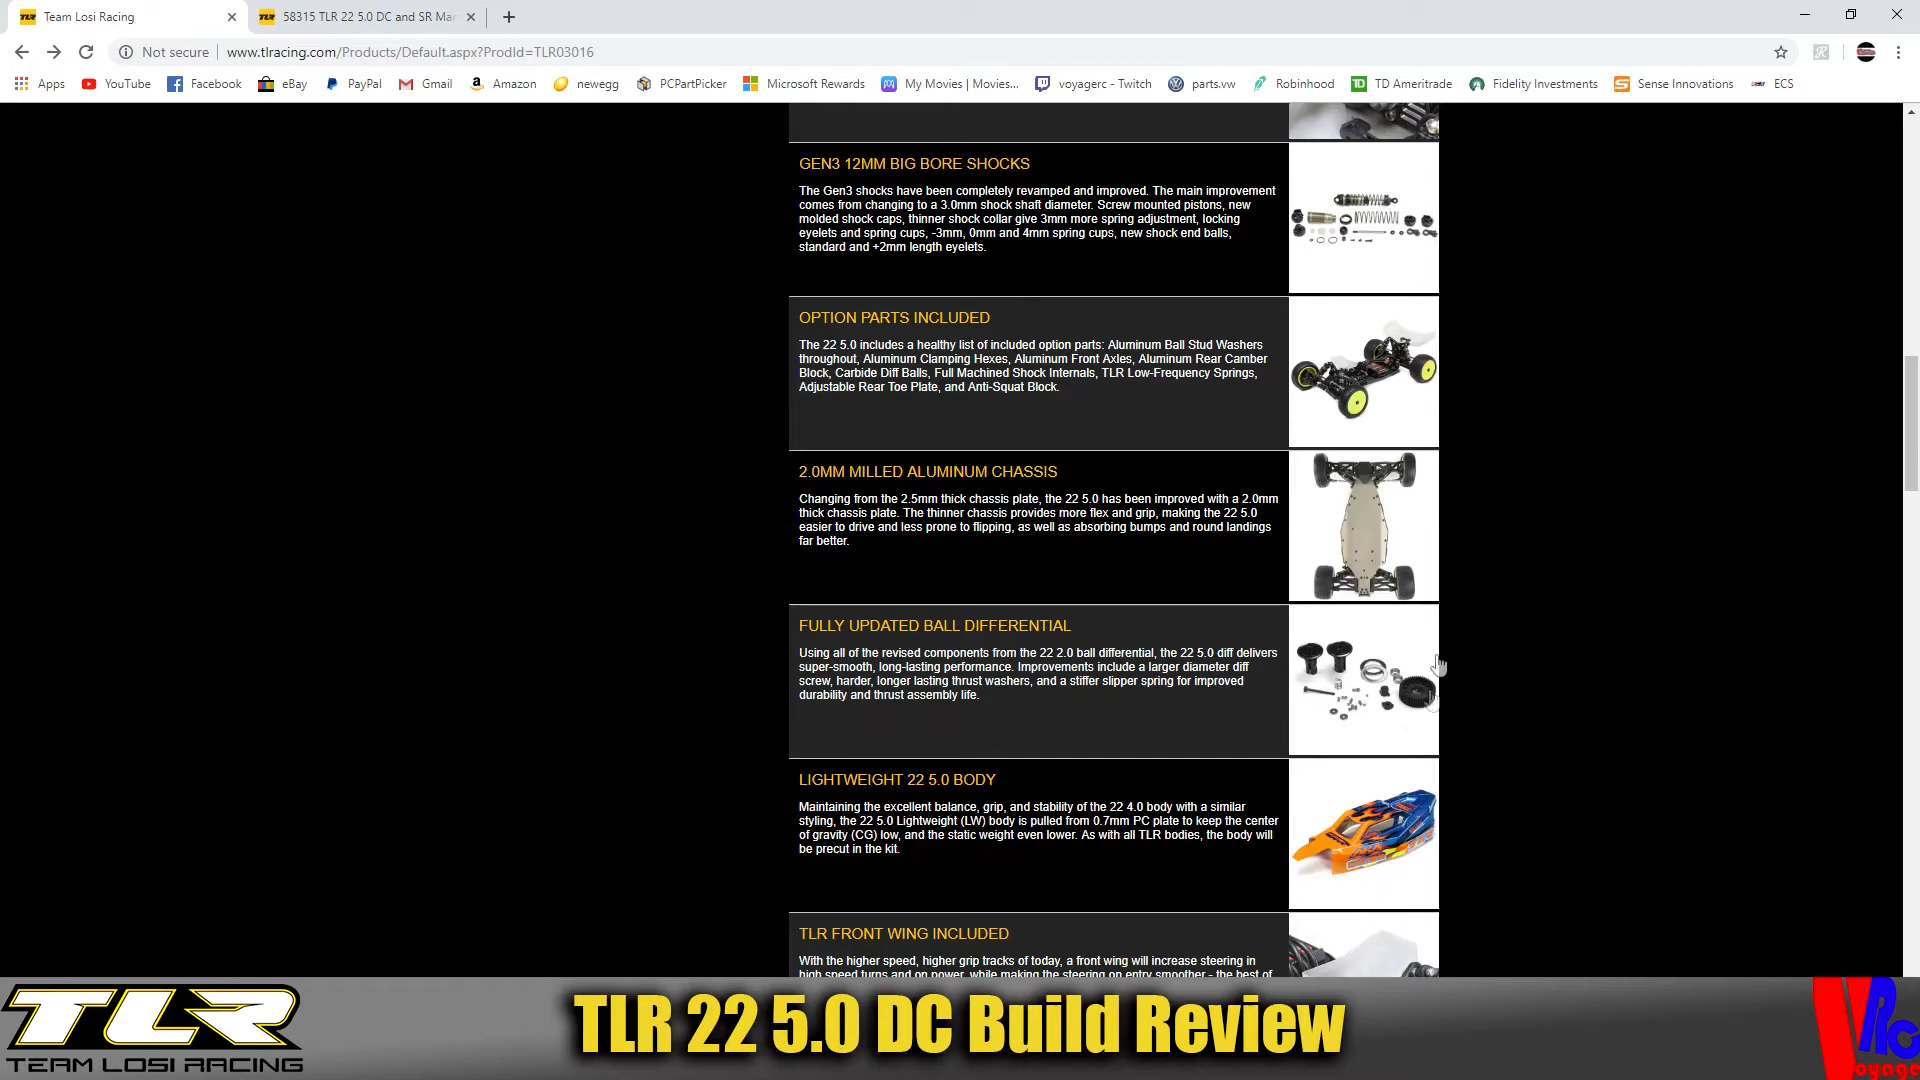 Team Losi Racing
58315 TLR 22 5.0 DC and SR Mar
Not secure
www.tlracing.com/Products/Default.aspx?ProdId=TLR03016
Apps
YouTube
Facebook
eBay
PayPal
Gmail
Amazon
newegg
PCPartPicker
Microsoft Rewards
My Movies | Movies...
voyagerc - Twitch
parts.vw
Robinhood
TD Ameritrade
Fidelity Investments
Sense Innovations
ECS
GEN3 12MM BIG BORE SHOCKS
The Gen3 shocks have been completely revamped and improved. The main improvement
comes from changing to a 3.0mm shock shaft diameter. Screw mounted pistons, new
molded shock caps, thinner shock collar give 3mm more spring adjustment, locking
eyelets and spring cups, -3mm, 0mm and 4mm spring cups, new shock end balls,
standard and +2mm length eyelets.
OPTION PARTS INCLUDED
The 22 5.0 includes a healthy list of included option parts: Aluminum Ball Stud Washers
throughout, Aluminum Clamping Hexes, Aluminum Front Axles, Aluminum Rear Camber
Block, Carbide Diff Balls, Full Machined Shock Internals, TLR Low-Frequency Springs,
Adjustable Rear Toe Plate, and Anti-Squat Block.
2.0MM MILLED ALUMINUM CHASSIS
Changing from the 2.5mm thick chassis plate, the 22 5.0 has been improved with a 2.0mm
thick chassis plate. The thinner chassis provides more flex and grip, making the 22 5.0
easier to drive and less prone to flipping, as well as absorbing bumps and round landings
far better.
FULLY UPDATED BALL DIFFERENTIAL
Using all of the revised components from the 22 2.0 ball differential, the 22 5.0 diff delivers
super-smooth, long-lasting performance. Improvements include a larger diameter diff
screw, harder, longer lasting thrust washers, and a stiffer slipper spring for improved
durability and thrust assembly life.
LIGHTWEIGHT 22 5.0 BODY
Maintaining the excellent balance, grip, and stability of the 22 4.0 body with a similar
styling, the 22 5.0 Lightweight (LW) body is pulled from 0.7mm PC plate to keep the center
of gravity (CG) low, and the static weight even lower. As with all TLR bodies, the body will
be precut in the kit.
TLR FRONT WING INCLUDED
With the higher speed, higher grip tracks of today, a front wing will increase steering in
high speed turns and on power, while making the steering on entry smoother - the best of
TLR
TEAM LOSI RACING
TLR 22 5.0 DC Build Review
VRC
oyage